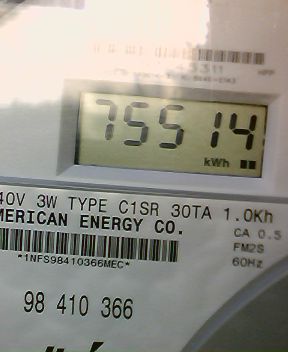 75514
kWh
40V 3W TYPE C1SR 30TA 1.0Kh
MERICAN ENERGY CO.
CA 0.5
FM2S
*1NFS98410366MEC*
60Hz
98 410 366